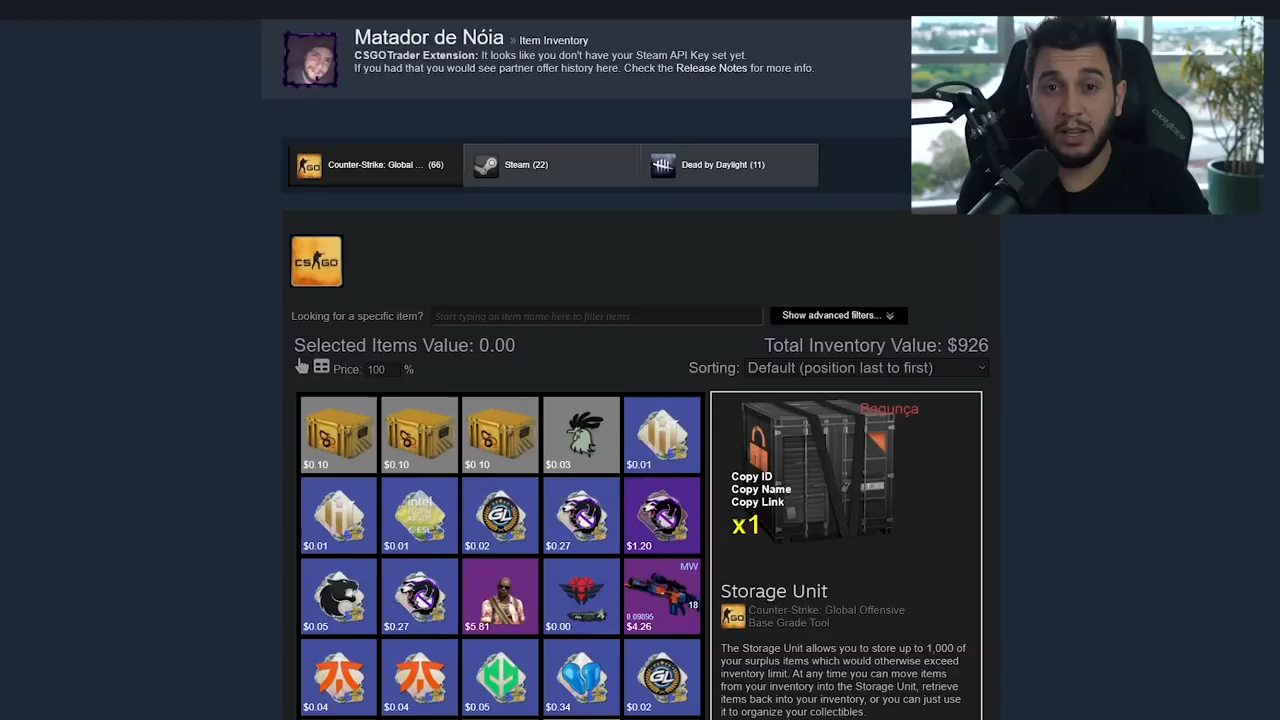 Matador de Nóia » Item Inventory
CSGOTrader Extension: It looks like you don't have your Steam API Key set yet.
If you had that you would see partner offer history here. Check the Release Notes for more info.
Counter-Strike: Global ... (66)
Steam (22)
Dead by Daylight (11)
CS GO
Looking for a specific item? Start typing an item name here to filter items
Show advanced filters...
Selected Items Value: 0.00
Total Inventory Value: $926
Price: 100 %
Sorting: Default (position last to first)
$0.10 $0.10 $0.10 $0.03 $0.01
$0.01 $0.01 $0.02 $0.27 $1.20
$0.05 $0.27 $5.81 $0.00 MW 18 0.09895 $4.26
$0.04 $0.04 $0.05 $0.34 $0.02
Bagunça
Copy ID
Copy Name
Copy Link
x1
Storage Unit
Counter-Strike: Global Offensive
Base Grade Tool
The Storage Unit allows you to store up to 1,000 of
your surplus items which would otherwise exceed
inventory limit. At any time you can move items
from your inventory into the Storage Unit, retrieve
items back into your inventory, or you can just use
it to organize your collectibles.